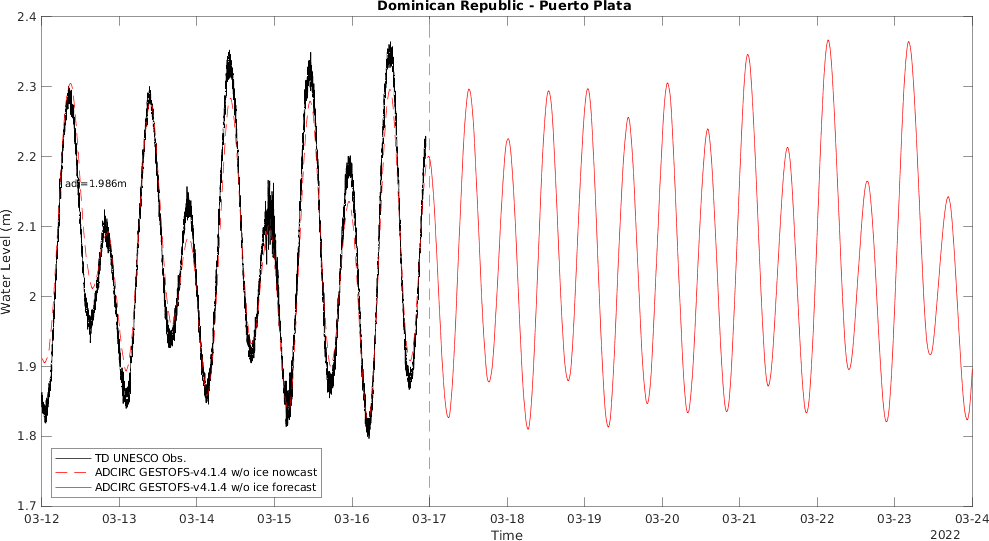 Dominican Republic - Puerto Plata
2.4
2.3
2.2
2.1
2
1.9
1.8
1.7
Water Level (m)
adj=1.986m
TD UNESCO Obs.
ADCIRC GESTOFS-v4.1.4 w/o ice nowcast
ADCIRC GESTOFS-v4.1.4 w/o ice forecast
03-12 03-13 03-14 03-15 03-16 03-17 03-18 03-19 03-20 03-21 03-22 03-23 03-24
Time
2022